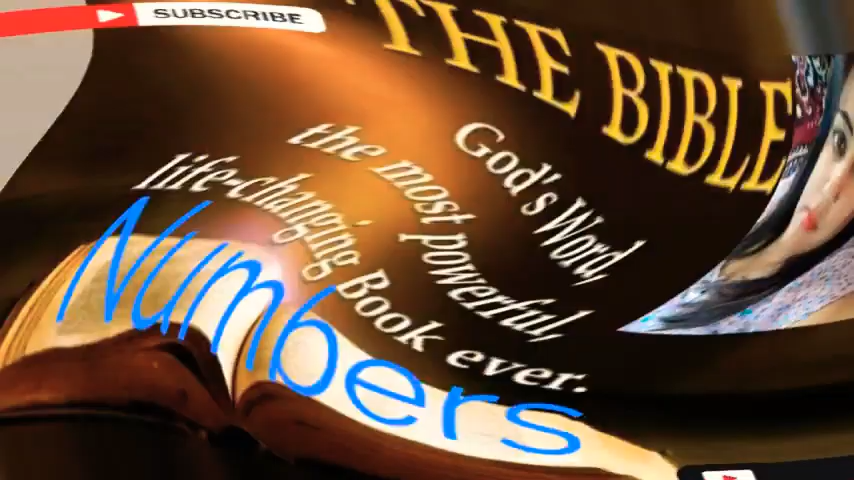 SUBSCRIBE
THE BIBLE
God's Word,
the most powerful,
life-changing Book ever.
Numbers